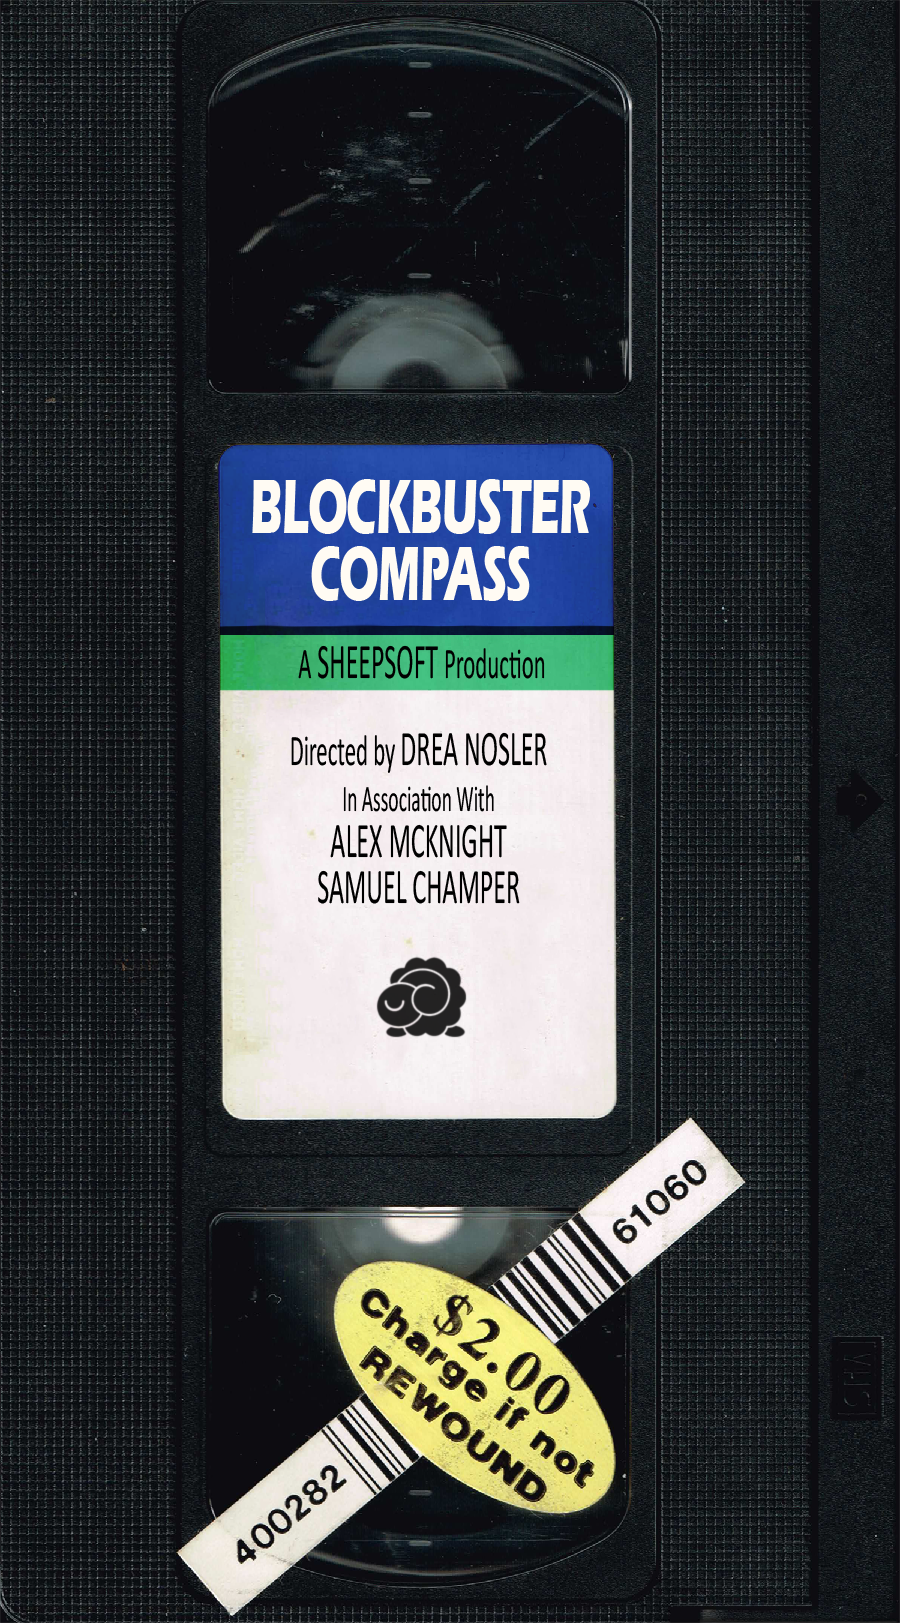 BLOCKBUSTER
COMPASS
A SHEEPSOFT Production
Directed by DREA NOSLER
In Association With
ALEX MCKNIGHT
SAMUEL CHAMPER
61060
$2.00
Charge if not
REWOUND
400282
VHS